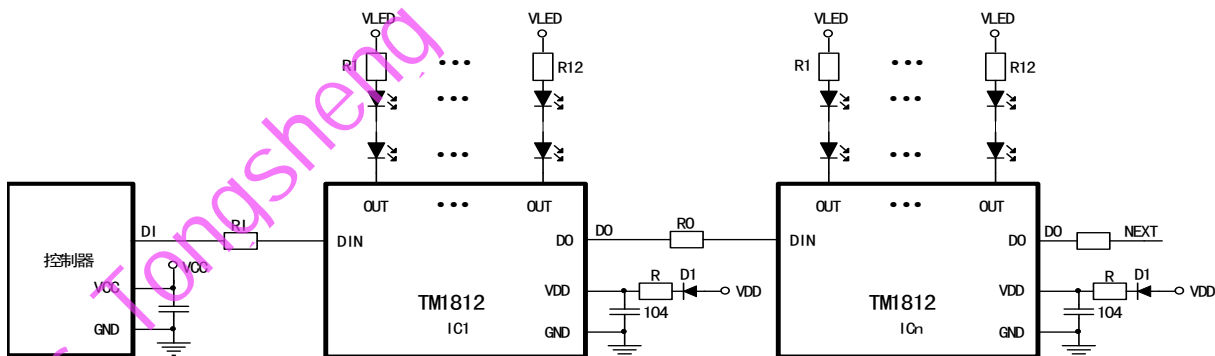 VLED
VLED
VLED
VLED
R1
•••
R12
R1
•••
R12
•••
•••
•••
•••
OUT
•••
OUT
OUT
•••
OUT
控制器
DI
RI
DIN
DO
DO
RO
DIN
DO
DO
NEXT
VCC
VCC
GND
TM1812
IC1
VDD
GND
104
R
D1
VDD
TM1812
ICn
VDD
GND
104
R
D1
VDD
Tongsheng